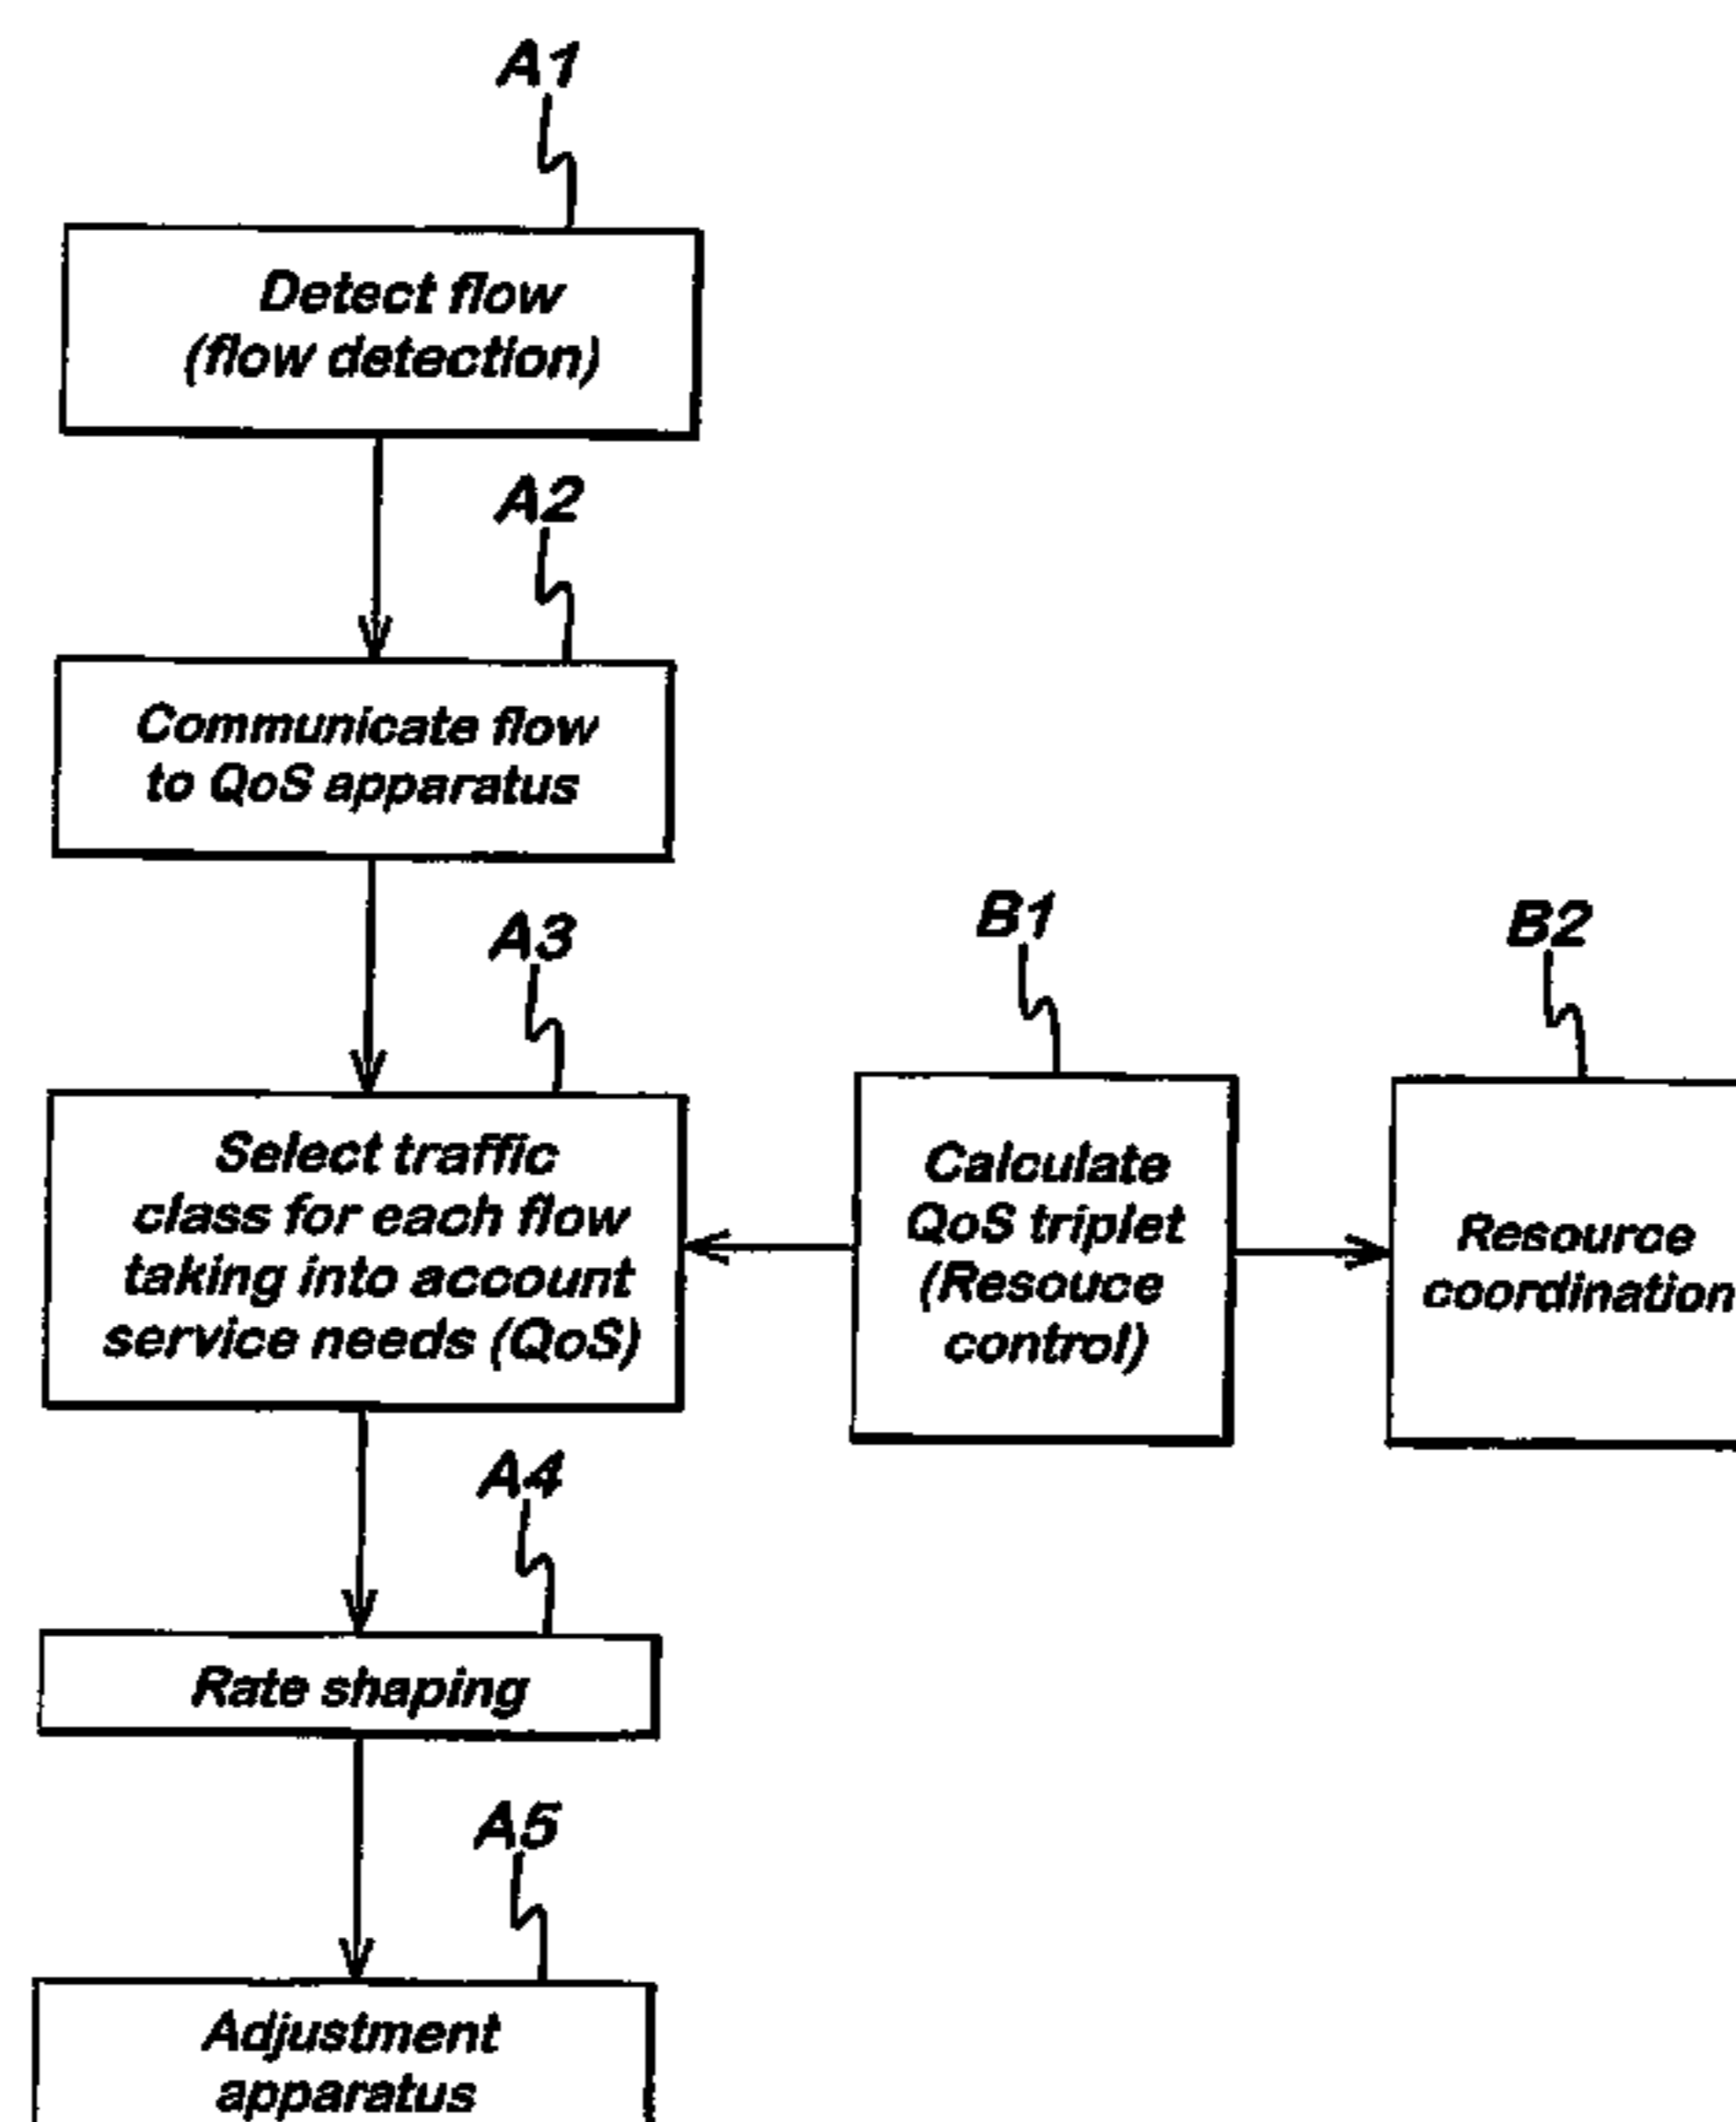 A1
Detect flow
(flow detection)
A2
Communicate flow
to QoS apparatus
A3
Select traffic
class for each flow
taking into account
service needs (QoS)
B1
Calculate
QoS triplet
(Resouce
control)
B2
Resource
coordination
A4
Rate shaping
A5
Adjustment
apparatus